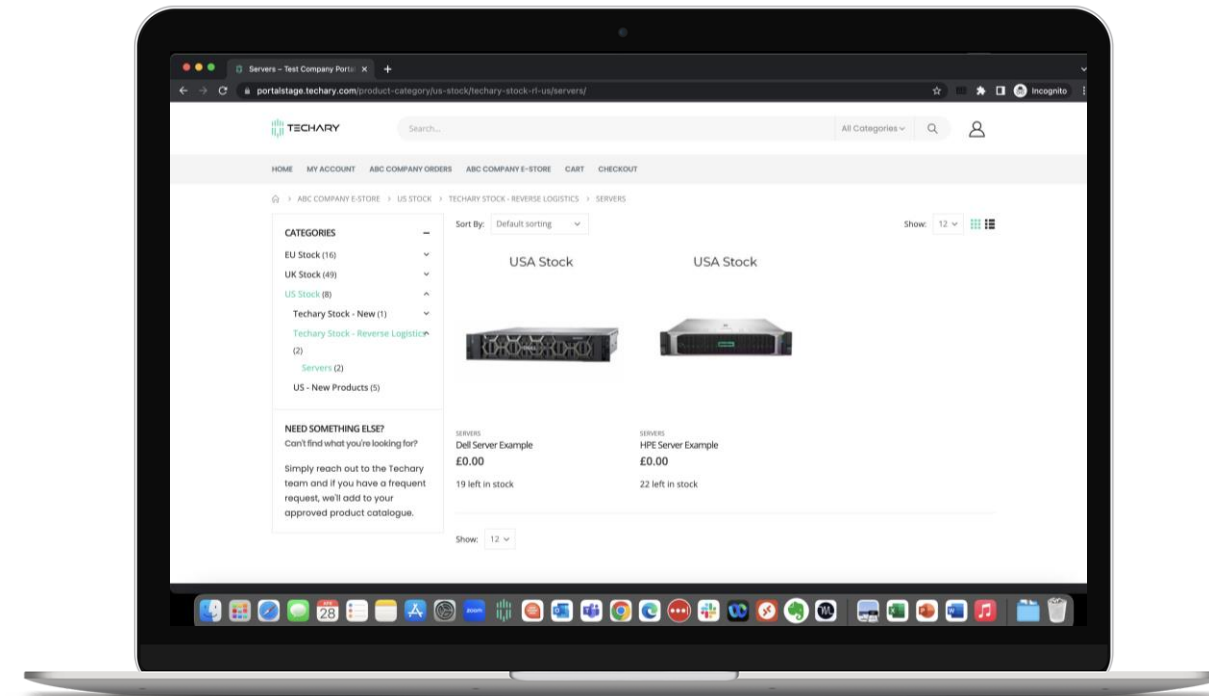 Servers – Test Company Porta
portalstage.techary.com/product-category/us-stock/techary-stock-rl-us/servers/
Incognito
TECHARY
Search...
All Categories
HOME MY ACCOUNT ABC COMPANY ORDERS ABC COMPANY E-STORE CART CHECKOUT
ABC COMPANY E-STORE > US STOCK > TECHARY STOCK - REVERSE LOGISTICS > SERVERS
CATEGORIES
EU Stock (16)
UK Stock (49)
US Stock (8)
Techary Stock - New (1)
Techary Stock - Reverse Logistics
(2)
Servers (2)
US - New Products (5)
NEED SOMETHING ELSE?
Can't find what you're looking for?
Simply reach out to the Techary
team and if you have a frequent
request, we'll add to your
approved product catalogue.
Sort By: Default sorting
Show: 12
USA Stock
USA Stock
SERVERS
Dell Server Example
£0.00
19 left in stock
SERVERS
HPE Server Example
£0.00
22 left in stock
Show: 12
28
zoom